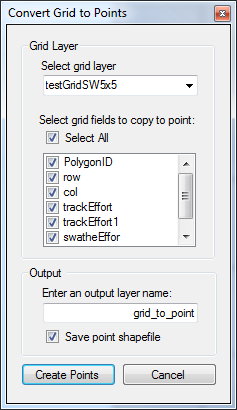 Convert Grid to Points
Grid Layer
Select grid layer
testGridSW5x5
Select grid fields to copy to point:
Select All
PolygonID
row
col
trackEffort
trackEffort1
swatheEffor
Output
Enter an output layer name:
grid_to_point
Save point shapefile
Create Points
Cancel